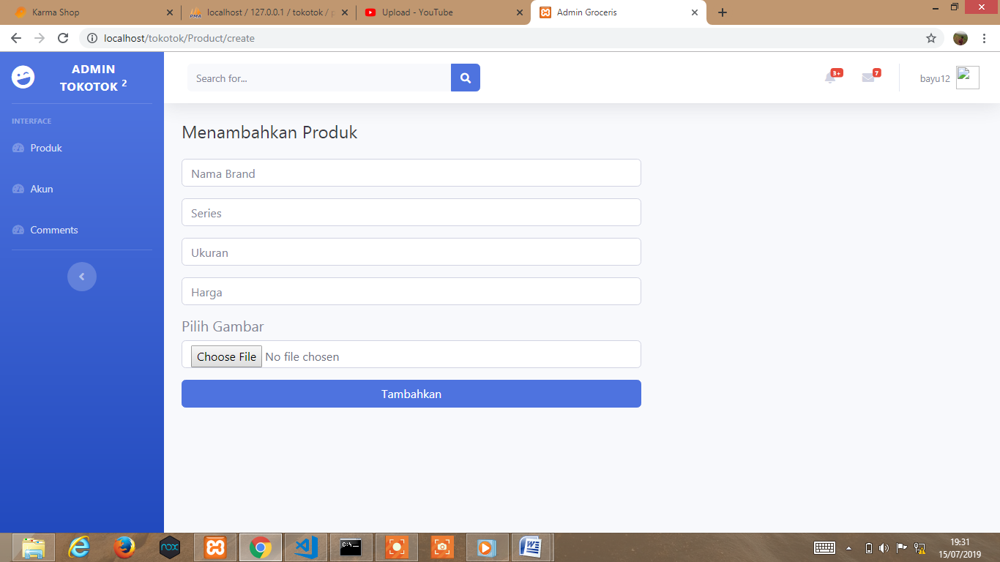 Karma Shop
localhost / 127.0.0.1 / tokotok / p
Upload - YouTube
Admin Groceris
localhost/tokotok/Product/create
ADMIN
TOKOTOK 2
Search for...
3+
7
bayu12
INTERFACE
Produk
Akun
Comments
Menambahkan Produk
Nama Brand
Series
Ukuran
Harga
Pilih Gambar
Choose File No file chosen
Tambahkan
19:31
15/07/2019